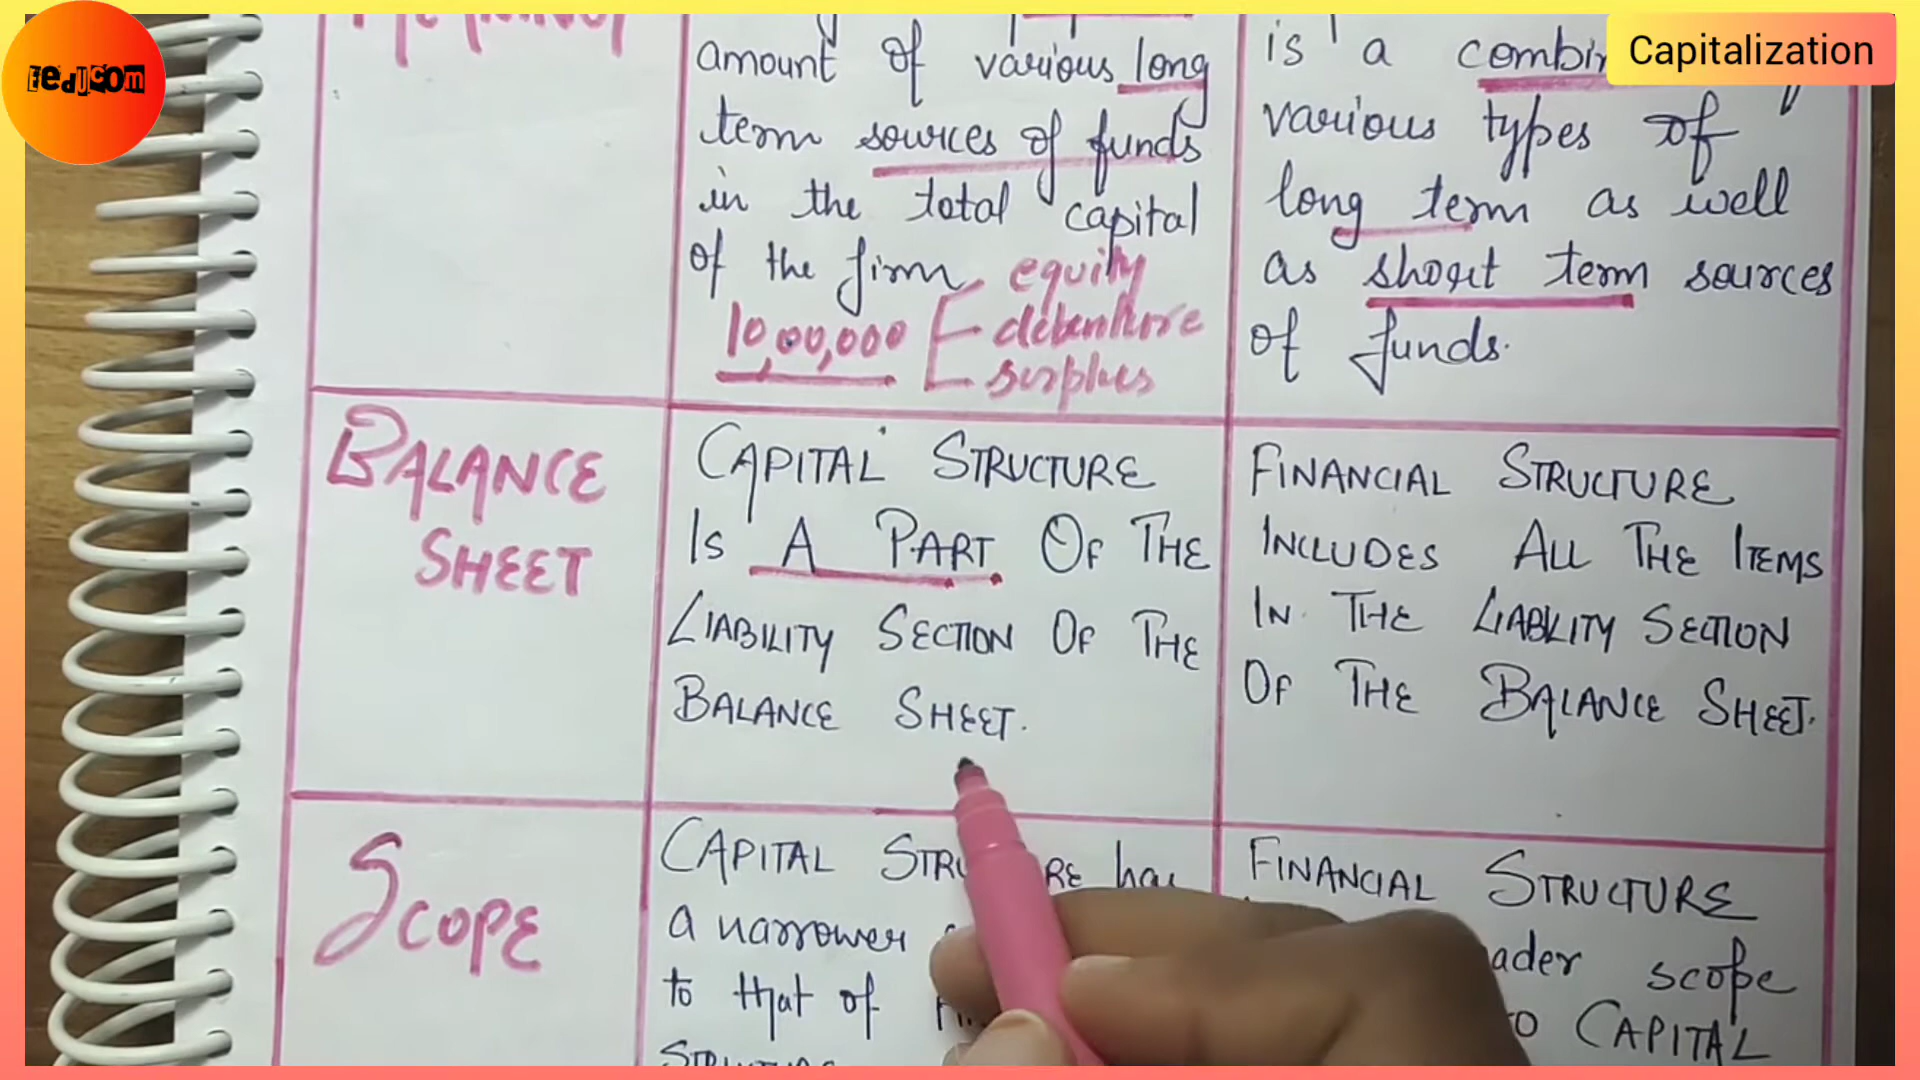 EEDUCOM
Capitalization
amount of various long
term sources of funds
in the total capital
of the firm
10,00,000
equity
debenture
surplus
is a
various types of
long term as well
as short term sources
of funds.
BALANCE
SHEET
CAPITAL STRUCTURE
IS A PART OF THE
LIABILITY SECTION OF THE
BALANCE SHEET.
FINANCIAL STRUCTURE
INCLUDES ALL THE ITEMS
IN THE LIABILITY SECTION
OF THE BALANCE SHEET.
SCOPE
CAPITAL
a narrower
to that of
FINANCIAL STRUCTURE
scope
CAPITAL